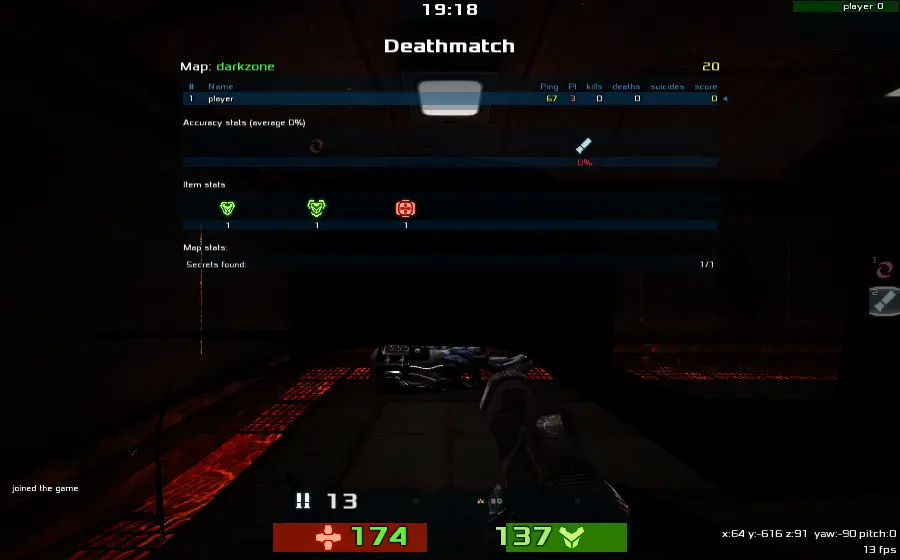 19:18
player 0
Deathmatch
Map: darkzone 20
# Name Ping Pl kills deaths suicides score
1 player 67 3 0 0 0
Accuracy stats (average 0%)
0%
Item stats
1 1 1
Map stats:
Secrets found: 1/1
1
2
joined the game
13
80
174 137
x:64 y:-616 z:91 yaw:-90 pitch:0
13 fps